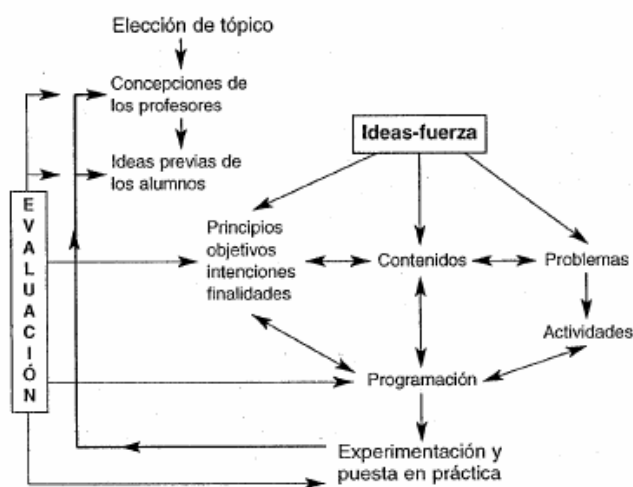 Elección de tópico
Concepciones de
los profesores
Ideas previas de
los alumnos
Ideas-fuerza
EVALUACIÓN
Principios
objetivos
intenciones
finalidades
Contenidos
Problemas
Actividades
Programación
Experimentación y
puesta en práctica